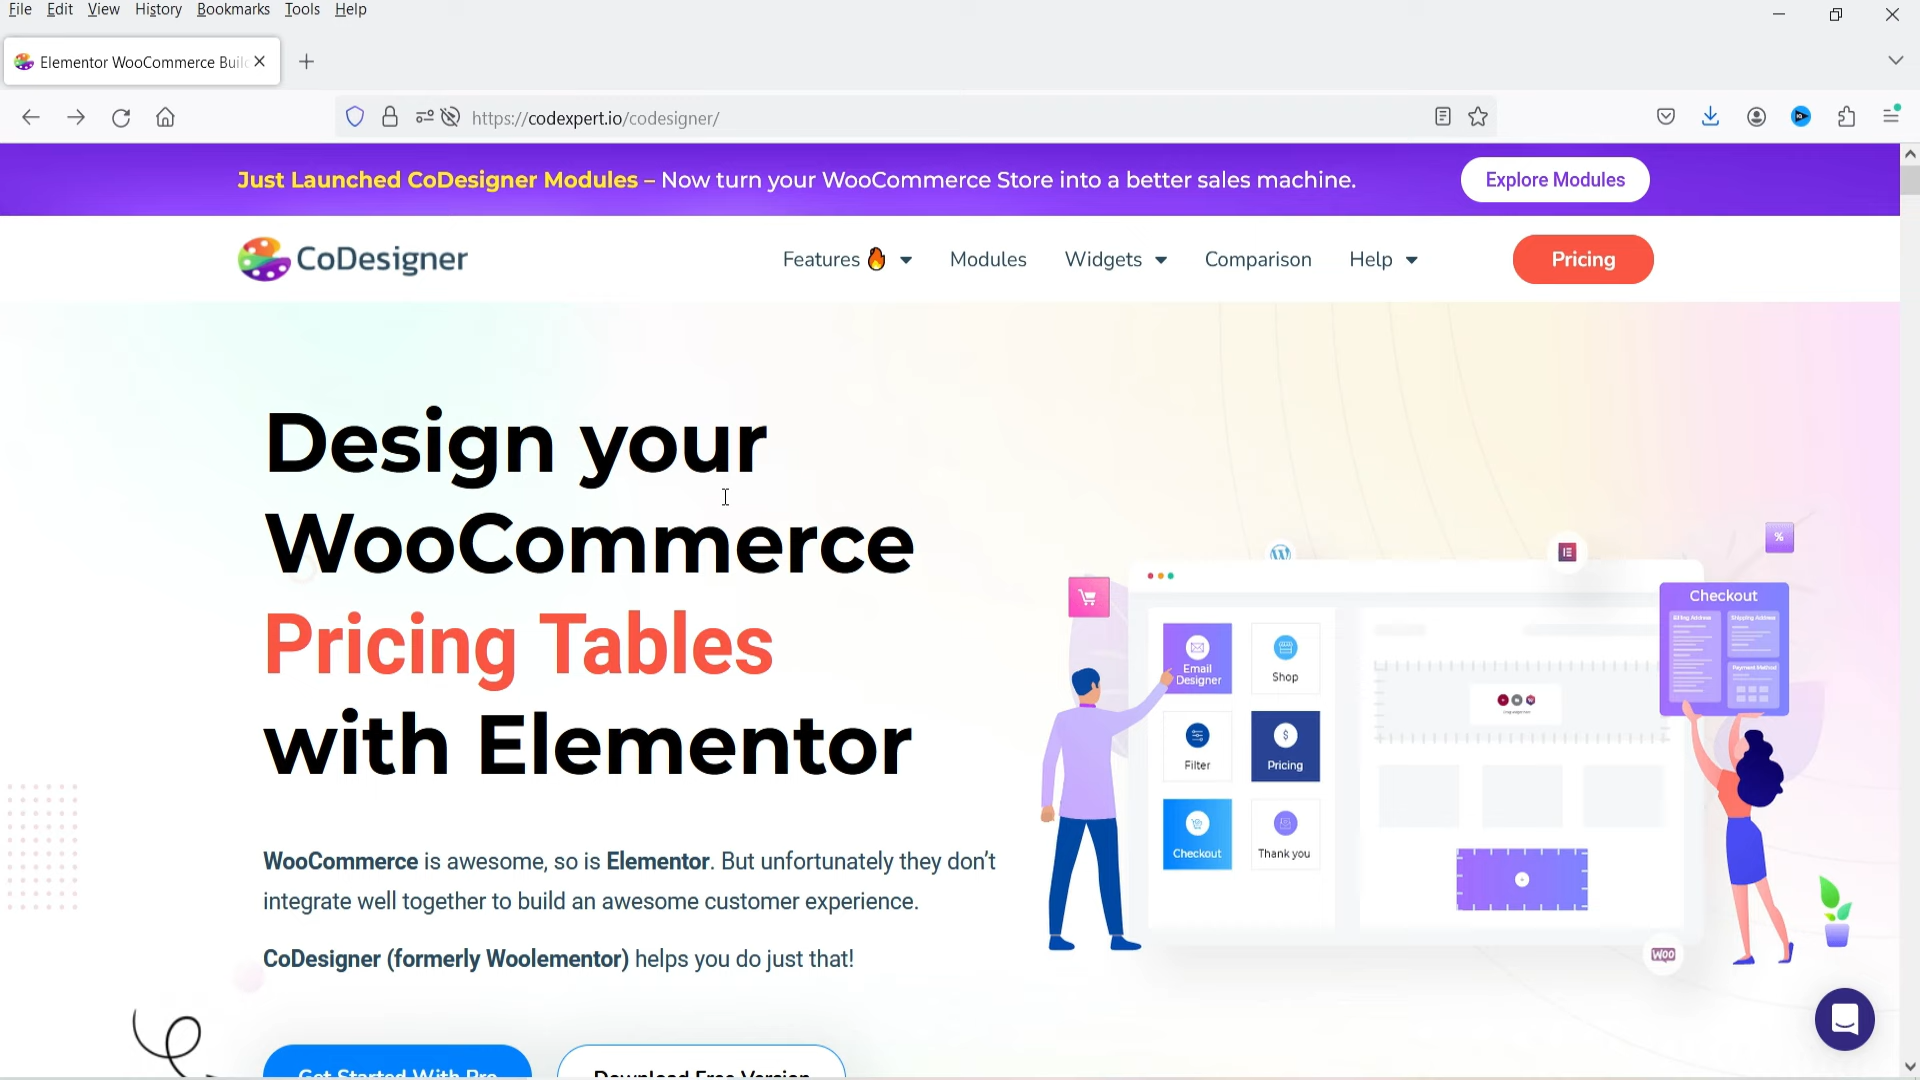 File Edit View History Bookmarks Tools Help
Elementor WooCommerce Buil
https://codexpert.io/codesigner/
Just Launched CoDesigner Modules – Now turn your WooCommerce Store into a better sales machine.
Explore Modules
CoDesigner
Features Modules Widgets Comparison Help Pricing
Design your
WooCommerce
Pricing Tables
with Elementor
WooCommerce is awesome, so is Elementor. But unfortunately they don't
integrate well together to build an awesome customer experience.
CoDesigner (formerly Woolementor) helps you do just that!
Get Started With Pro
Download Free Version
%
Checkout
Billing Address
Shipping Address
Payment Method
Email
Designer
Shop
Filter
Pricing
Checkout
Thank you
WOO